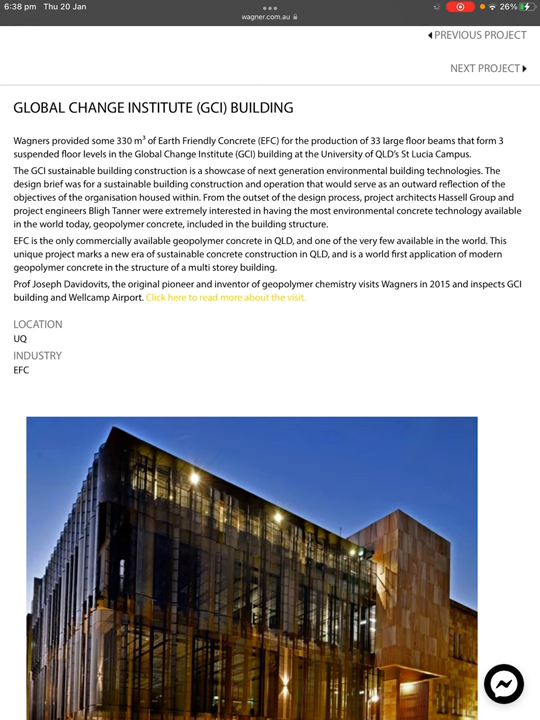 6:38 pm Thu 20 Jan
wagner.com.au
26%
PREVIOUS PROJECT
NEXT PROJECT
GLOBAL CHANGE INSTITUTE (GCI) BUILDING
Wagners provided some 330 m³ of Earth Friendly Concrete (EFC) for the production of 33 large floor beams that form 3
suspended floor levels in the Global Change Institute (GCI) building at the University of QLD's St Lucia Campus.
The GCI sustainable building construction is a showcase of next generation environmental building technologies. The
design brief was for a sustainable building construction and operation that would serve as an outward reflection of the
objectives of the organisation housed within. From the outset of the design process, project architects Hassell Group and
project engineers Bligh Tanner were extremely interested in having the most environmental concrete technology available
in the world today, geopolymer concrete, included in the building structure.
EFC is the only commercially available geopolymer concrete in QLD, and one of the very few available in the world. This
unique project marks a new era of sustainable concrete construction in QLD, and is a world first application of modern
geopolymer concrete in the structure of a multi storey building.
Prof Joseph Davidovits, the original pioneer and inventor of geopolymer chemistry visits Wagners in 2015 and inspects GCI
building and Wellcamp Airport. Click here to read more about the visit.
LOCATION
UQ
INDUSTRY
EFC